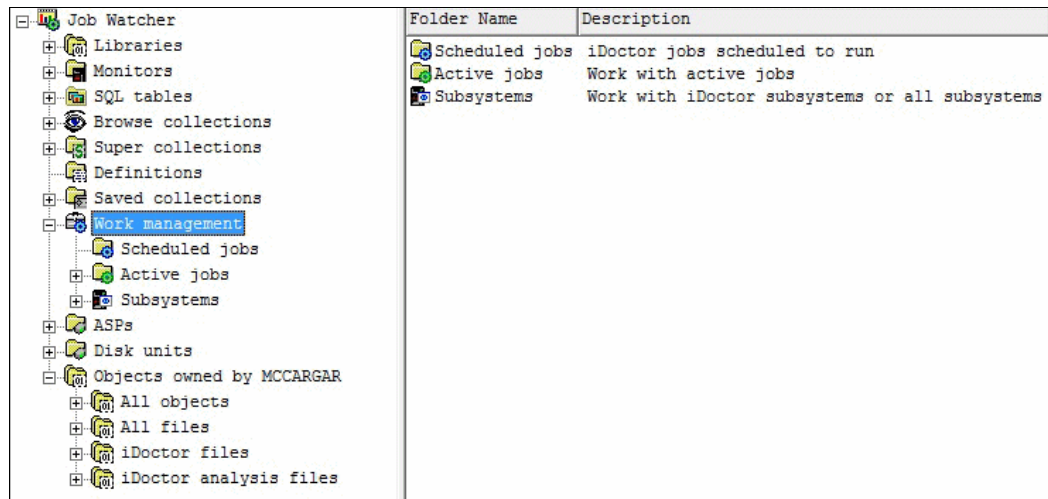 Job Watcher
Libraries
Monitors
SQL tables
Browse collections
Super collections
Definitions
Saved collections
Work management
Scheduled jobs
Active jobs
Subsystems
ASPs
Disk units
Objects owned by MCCARGAR
All objects
All files
iDoctor files
iDoctor analysis files
Folder Name Description
Scheduled jobs iDoctor jobs scheduled to run
Active jobs Work with active jobs
Subsystems Work with iDoctor subsystems or all subsystems